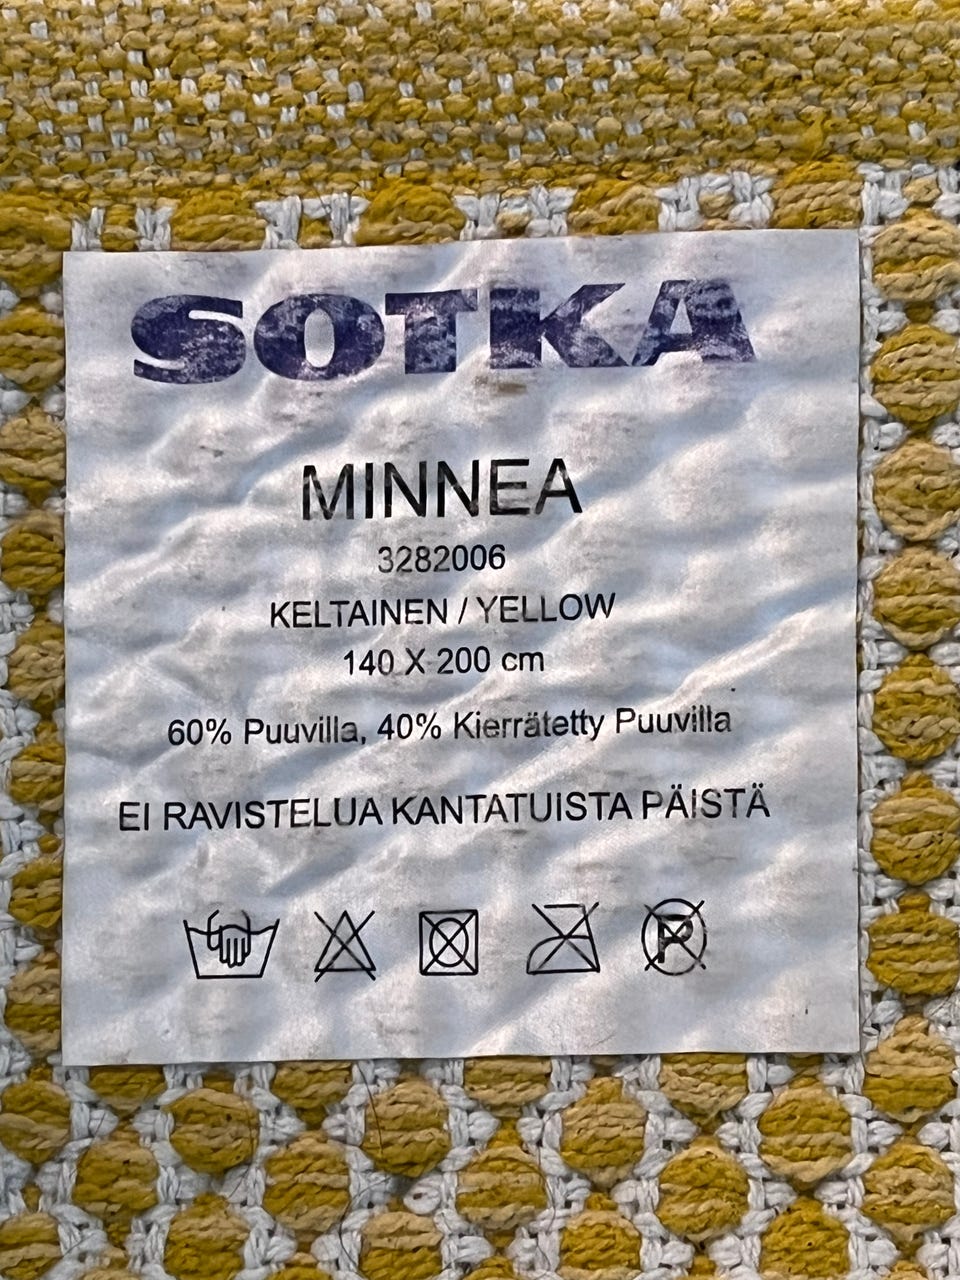 SOTKA
MINNEA
3282006
KELTAINEN / YELLOW
140 X 200 cm
60% Puuvilla, 40% Kierrätetty Puuvilla
EI RAVISTELUA KANTATUISTA PÄISTÄ
P